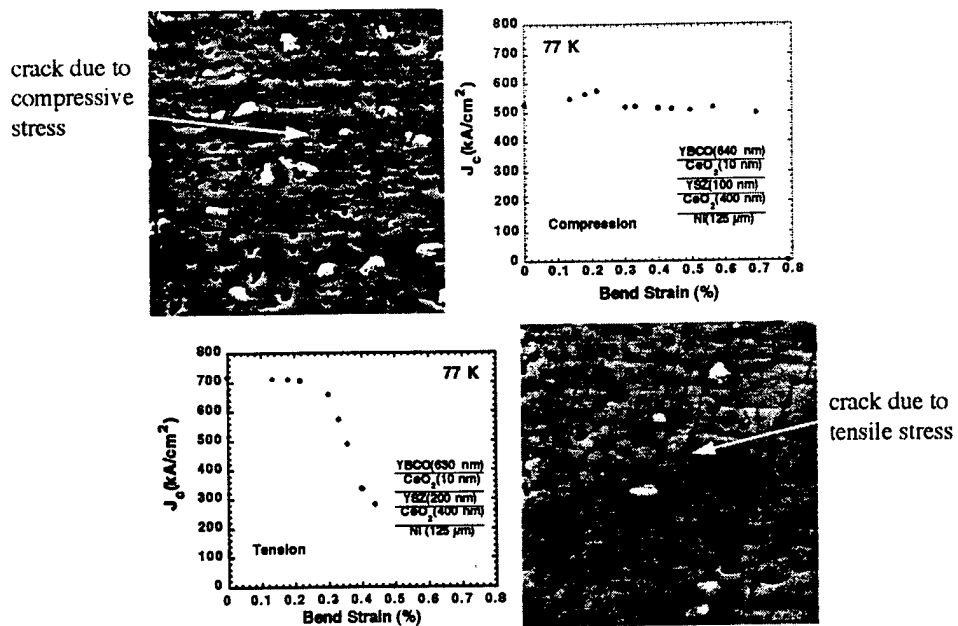 crack due to
compressive
stress
800
700
600
500
400
300
200
100
0
J_c(kA/cm²)
77 K
YBCO(640 nm)
CeO₂(10 nm)
YSZ(100 nm)
CeO₂(400 nm)
Ni(125 µm)
Compression
0 0.1 0.2 0.3 0.4 0.5 0.6 0.7 0.8
Bend Strain (%)
800
700
600
500
400
300
200
100
0
J_c(kA/cm²)
77 K
YBCO(630 nm)
CeO₂(10 nm)
YSZ(200 nm)
CeO₂(400 nm)
Ni (125 µm)
Tension
0 0.1 0.2 0.3 0.4 0.5 0.6 0.7 0.8
Bend Strain (%)
crack due to
tensile stress